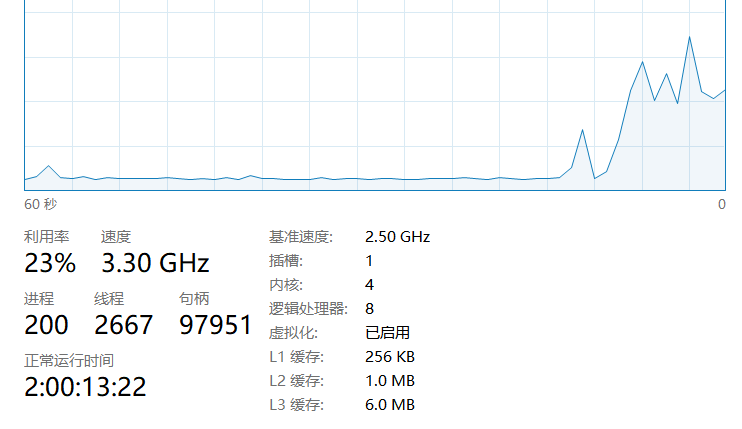 60 秒 0
利用率 速度
23% 3.30 GHz
进程 线程 句柄
200 2667 97951
正常运行时间
2:00:13:22
基准速度: 2.50 GHz
插槽: 1
内核: 4
逻辑处理器: 8
虚拟化: 已启用
L1 缓存: 256 KB
L2 缓存: 1.0 MB
L3 缓存: 6.0 MB